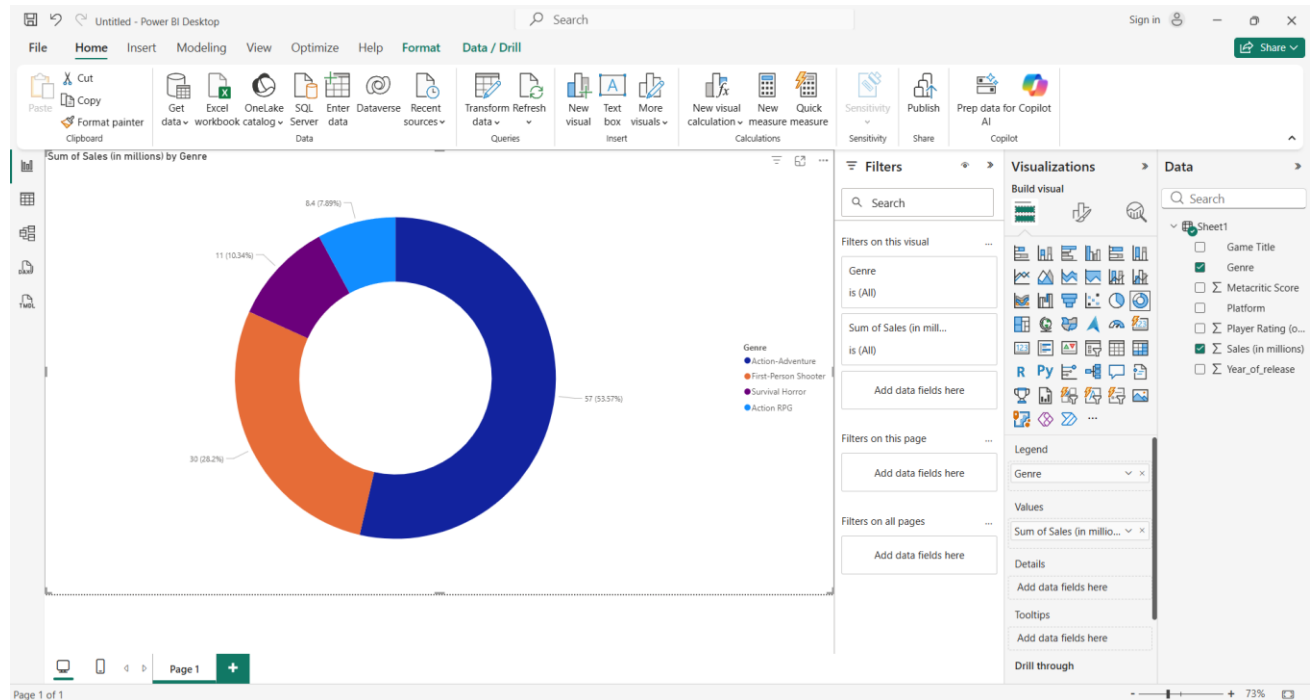 Untitled - Power BI Desktop
Search
Sign in
File Home Insert Modeling View Optimize Help Format Data / Drill
Share
Paste
Cut
Copy
Format painter
Clipboard
Get data
Excel workbook
OneLake catalog
SQL Server
Enter data
Dataverse
Recent sources
Data
Transform data
Refresh
Queries
New visual
Text box
More visuals
Insert
New visual calculation
New measure
Quick measure
Calculations
Sensitivity
Sensitivity
Publish
Share
Prep data for AI
Copilot
Copilot
Sum of Sales (in millions) by Genre
8.4 (7.89%)
11 (10.34%)
30 (28.2%)
57 (53.57%)
Genre
Action-Adventure
First-Person Shooter
Survival Horror
Action RPG
Filters
Search
Filters on this visual ...
Genre
is (All)
Sum of Sales (in mill...
is (All)
Add data fields here
Filters on this page ...
Add data fields here
Filters on all pages ...
Add data fields here
Visualizations
Build visual
R Py
123
...
Legend
Genre
Values
Sum of Sales (in millio...
Details
Add data fields here
Tooltips
Add data fields here
Drill through
Data
Search
Sheet1
Game Title
Genre
Σ Metacritic Score
Platform
Σ Player Rating (o...
Σ Sales (in millions)
Σ Year_of_release
Page 1
Page 1 of 1
- + 73%